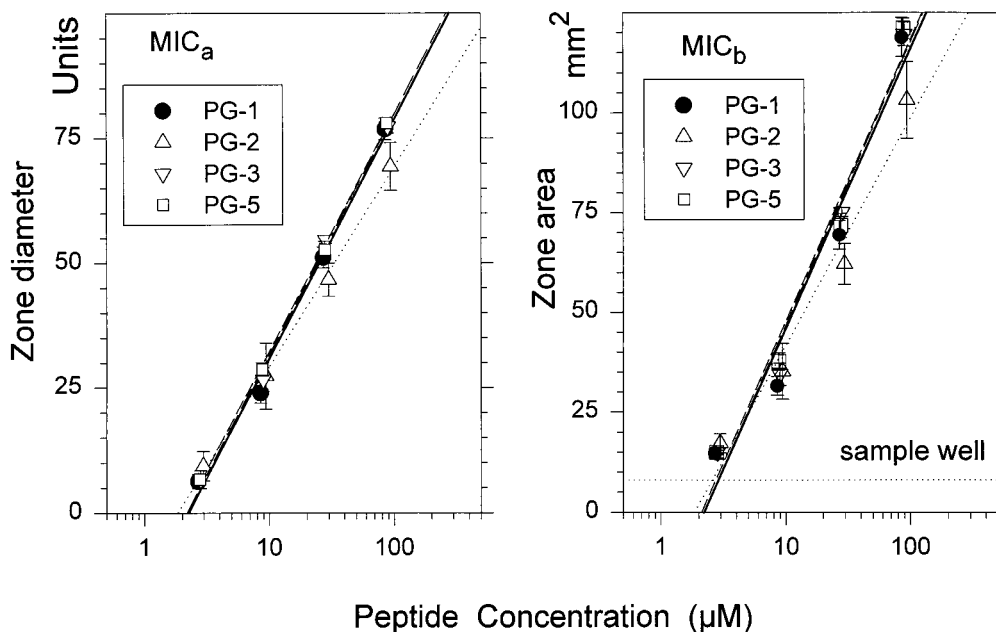 MICa
PG-1
PG-2
PG-3
PG-5
Zone diameter Units
75
50
25
0
1 10 100
MICb
PG-1
PG-2
PG-3
PG-5
Zone area mm2
100
75
50
25
0
sample well
1 10 100
Peptide Concentration (µM)